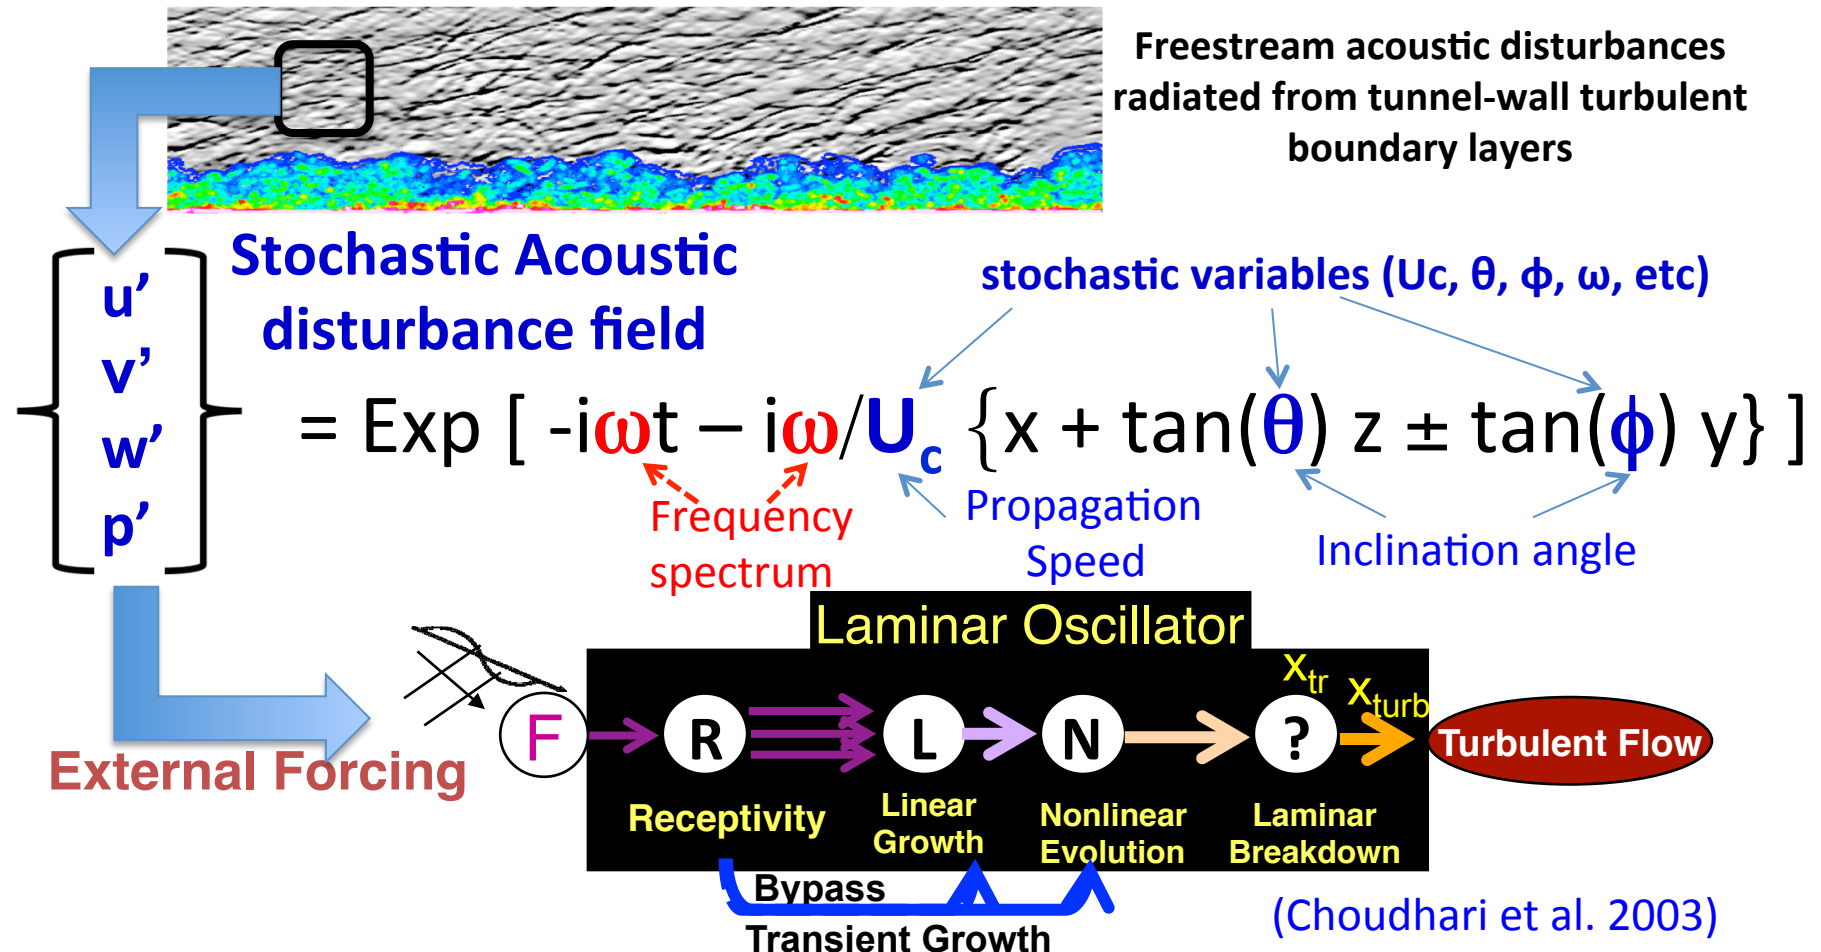 Freestream acoustic disturbances
radiated from tunnel-wall turbulent
boundary layers
Stochastic Acoustic
disturbance field
stochastic variables (Uc, θ, ϕ, ω, etc)
u′
v’
w′
p′
= Exp [ -iωt – iω/Uc {x + tan(θ) z ± tan(ϕ) y} ]
Frequency
spectrum
Propagation
Speed
Inclination angle
External Forcing
Laminar Oscillator
xtr
xturb
F
R
L
N
?
Turbulent Flow
Receptivity
Linear
Growth
Nonlinear
Evolution
Laminar
Breakdown
Bypass
Transient Growth
(Choudhari et al. 2003)